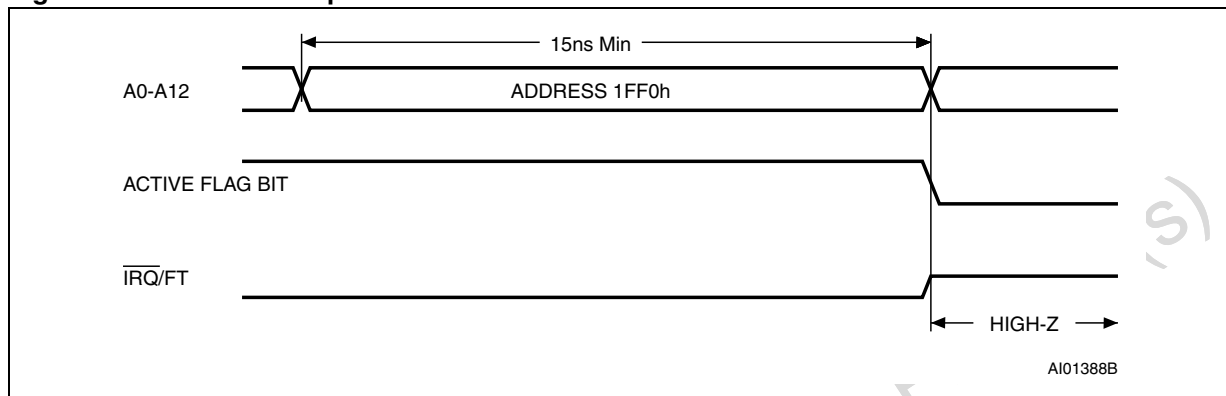 15ns Min
A0-A12
ADDRESS 1FF0h
ACTIVE FLAG BIT
IRQ/FT
HIGH-Z
AI01388B
s)